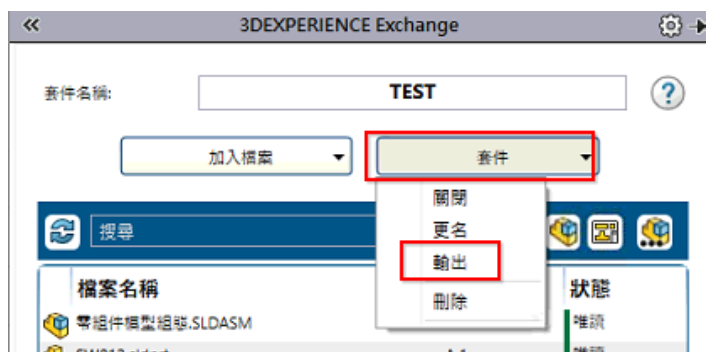 3DEXPERIENCE Exchange
套件名稱: TEST
加入檔案 套件
關閉
更名
輸出
刪除
搜尋
檔案名稱 狀態
零組件模型組態.SLDASM 唯讀